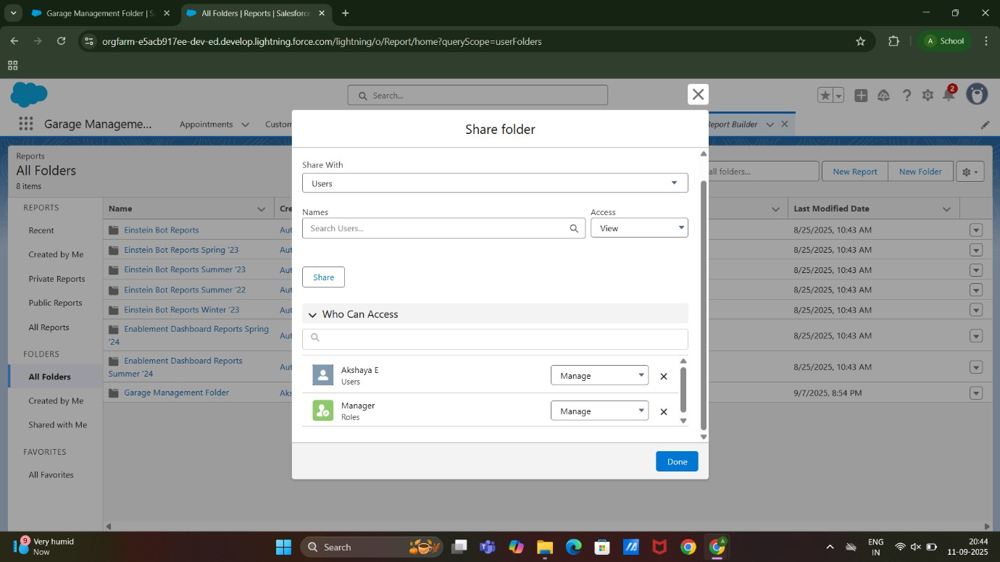 Garage Management Folder | S
All Folders | Reports | Salesforce
orgfarm-e5acb917ee-dev-ed.develop.lightning.force.com/lightning/o/Report/home?queryScope=userFolders
A School
Search...
2
Garage Manageme...
Appointments
Custom
Report Builder
Reports
All Folders
8 items
all folders...
New Report
New Folder
REPORTS
Recent
Created by Me
Private Reports
Public Reports
All Reports
FOLDERS
All Folders
Created by Me
Shared with Me
FAVORITES
All Favorites
Name
Cre
Last Modified Date
Einstein Bot Reports
Aut
8/25/2025, 10:43 AM
Einstein Bot Reports Spring '23
Aut
8/25/2025, 10:43 AM
Einstein Bot Reports Summer '23
Aut
8/25/2025, 10:43 AM
Einstein Bot Reports Summer '22
Aut
8/25/2025, 10:43 AM
Einstein Bot Reports Winter '23
Aut
8/25/2025, 10:43 AM
Enablement Dashboard Reports Spring
'24
Aut
8/25/2025, 10:43 AM
Enablement Dashboard Reports
Summer '24
Aut
8/25/2025, 10:43 AM
Garage Management Folder
Aks
9/7/2025, 8:54 PM
Share folder
Share With
Users
Names
Access
Search Users...
View
Share
Who Can Access
Akshaya E
Users
Manage
Manager
Roles
Manage
Done
9
Very humid
Now
Search
A
ENG
IN
20:44
11-09-2025